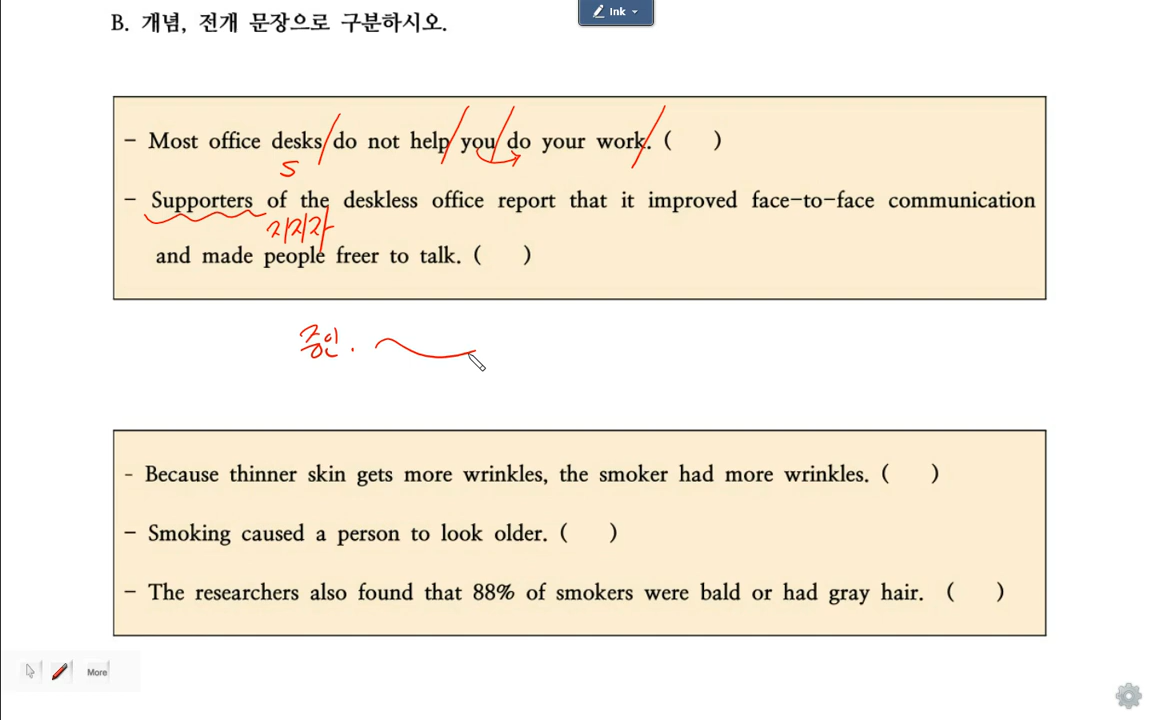 Ink
B. 개념, 전개 문장으로 구분하시오.
- Most office desks do not help you do your work. ( )
S
- Supporters of the deskless office report that it improved face-to-face communication
지지자
and made people freer to talk. ( )
증인.
- Because thinner skin gets more wrinkles, the smoker had more wrinkles. ( )
- Smoking caused a person to look older. ( )
- The researchers also found that 88% of smokers were bald or had gray hair. ( )
More